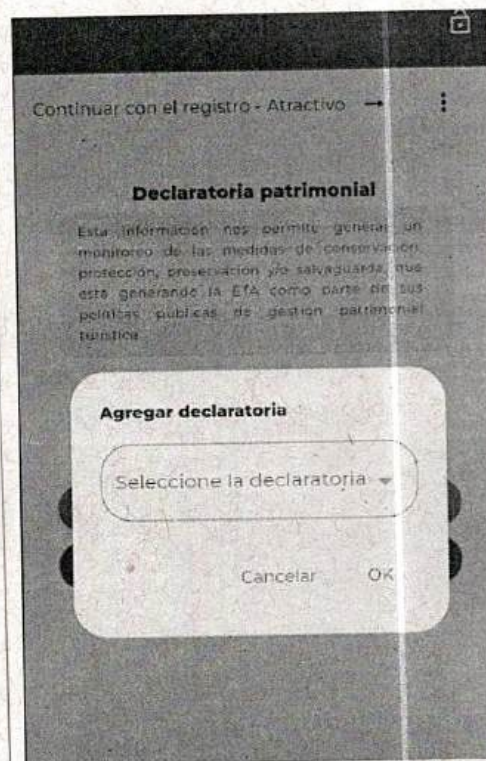 Continuar con el registro - Atractivo →
Declaratoria patrimonial
Esta información nos permite generar un
monitoreo de las medidas de conservación,
protección, preservación y/o salvaguarda, que
está generando la ETA como parte de sus
políticas públicas de gestión patrimonial
turística
Agregar declaratoria
Seleccione la declaratoria
Cancelar OK